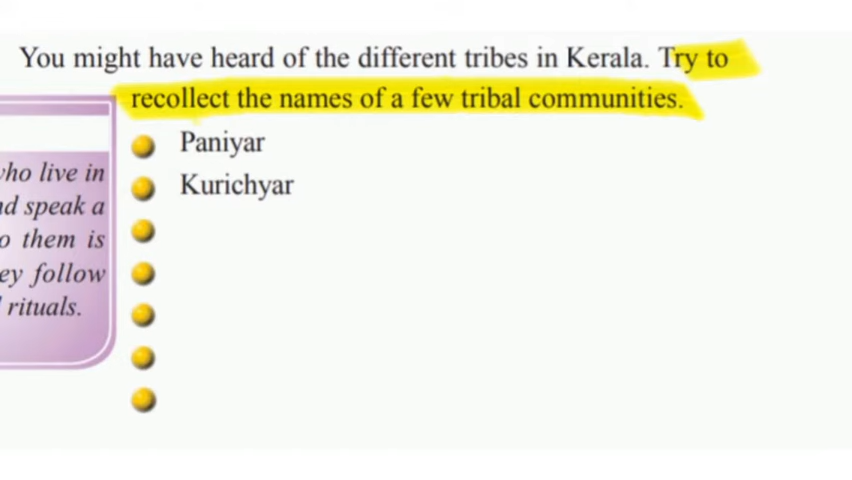 You might have heard of the different tribes in Kerala. Try to
recollect the names of a few tribal communities.
Paniyar
Kurichyar
who live in
nd speak a
o them is
ey follow
rituals.